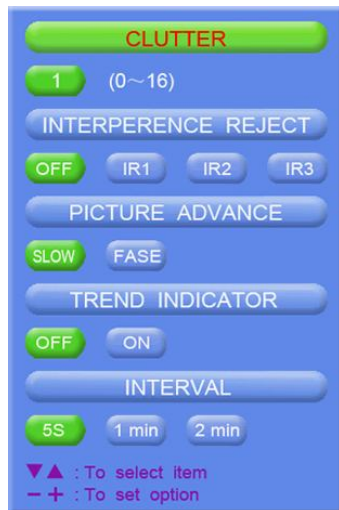 CLUTTER
1 (0～16)
INTERPERENCE REJECT
OFF IR1 IR2 IR3
PICTURE ADVANCE
SLOW FASE
TREND INDICATOR
OFF ON
INTERVAL
5S 1 min 2 min
▼▲ : To select item
－＋ : To set option